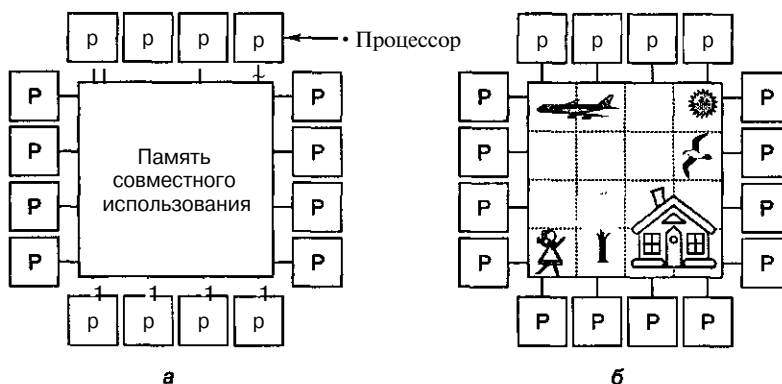 р р р р • Процессор р р р р
Р Р Р Р
Р Р Р Р
Память
совместного
использования
Р Р Р Р
Р Р Р Р
р р р р Р Р Р Р
а б